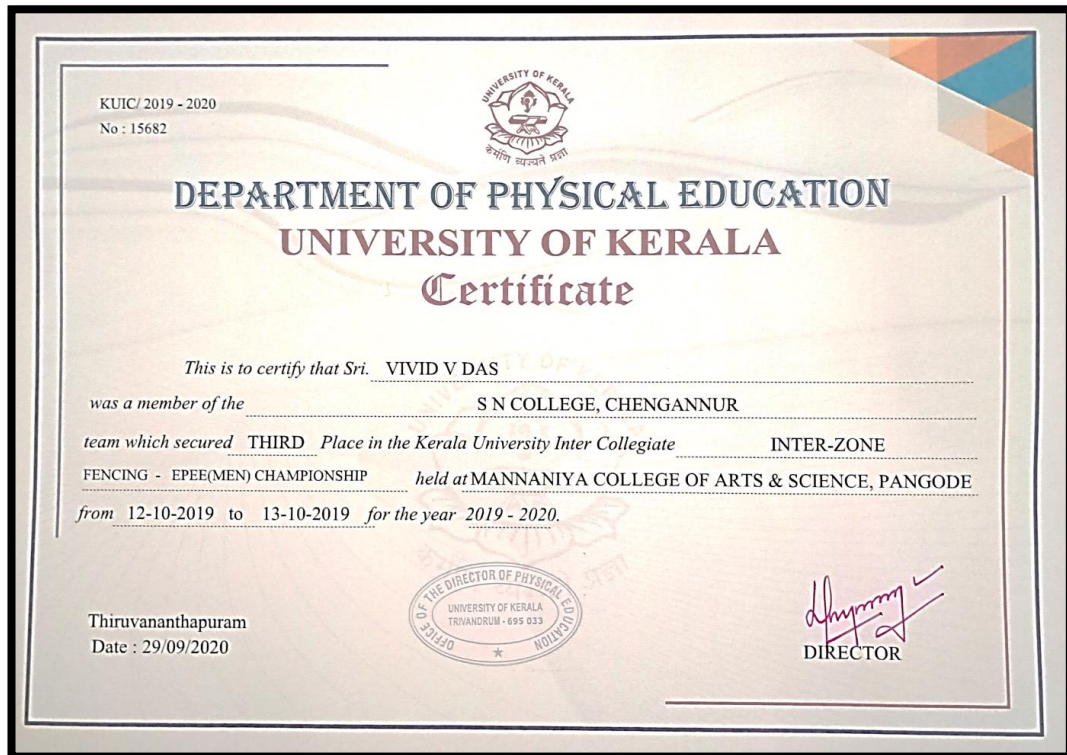 KUIC/ 2019 - 2020
No : 15682
UNIVERSITY OF KERALA
कर्मणि व्यज्यते प्रज्ञा
DEPARTMENT OF PHYSICAL EDUCATION
UNIVERSITY OF KERALA
Certificate
This is to certify that Sri. VIVID V DAS
was a member of the S N COLLEGE, CHENGANNUR
team which secured THIRD Place in the Kerala University Inter Collegiate INTER-ZONE
FENCING - EPEE(MEN) CHAMPIONSHIP held at MANNANIYA COLLEGE OF ARTS & SCIENCE, PANGODE
from 12-10-2019 to 13-10-2019 for the year 2019 - 2020.
OFFICE OF THE DIRECTOR OF PHYSICAL EDUCATION
UNIVERSITY OF KERALA
TRIVANDRUM - 695 033
Thiruvananthapuram
Date : 29/09/2020
DIRECTOR